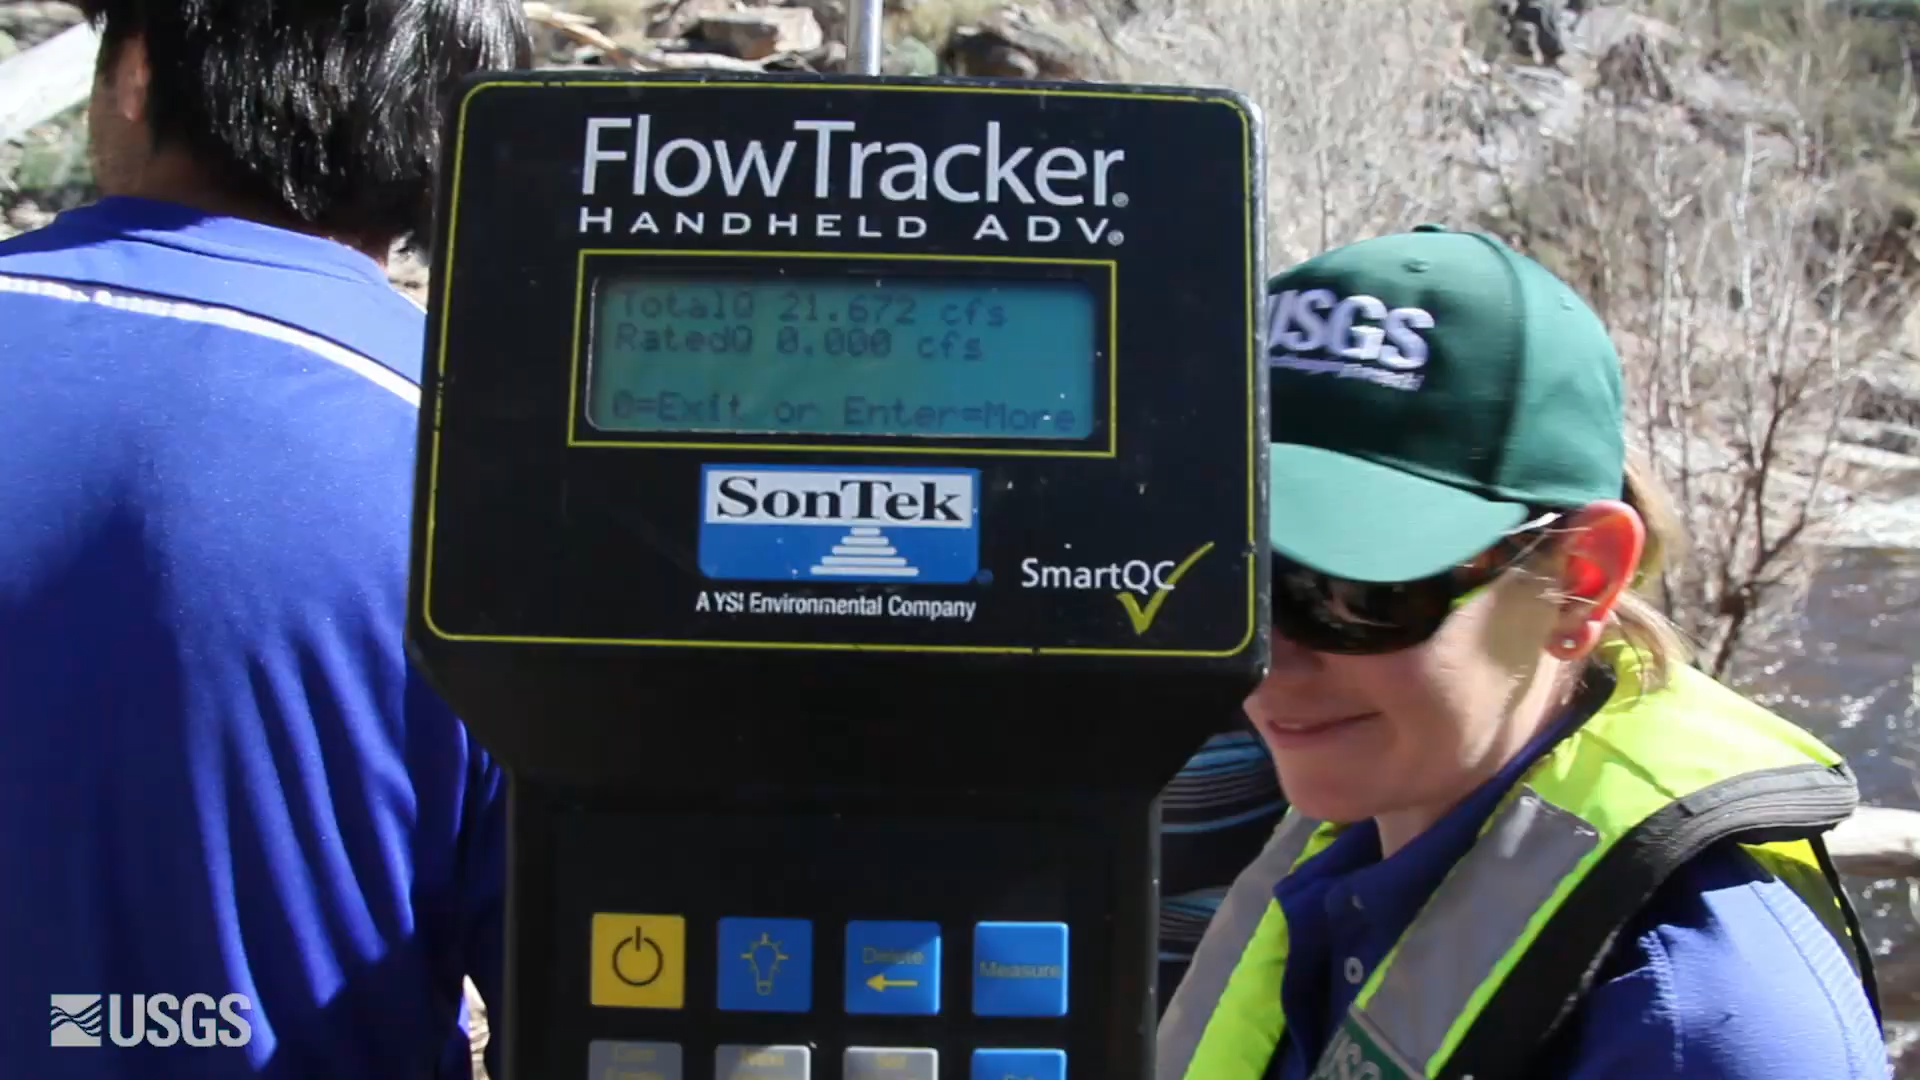 FlowTracker®
HANDHELD ADV®
TotalQ 21.672 cfs
RatedQ 0.000 cfs
0=Exit or Enter=More
SonTek
A YSI Environmental Company
SmartQC
USGS
Delete
Measure
USGS
USGS